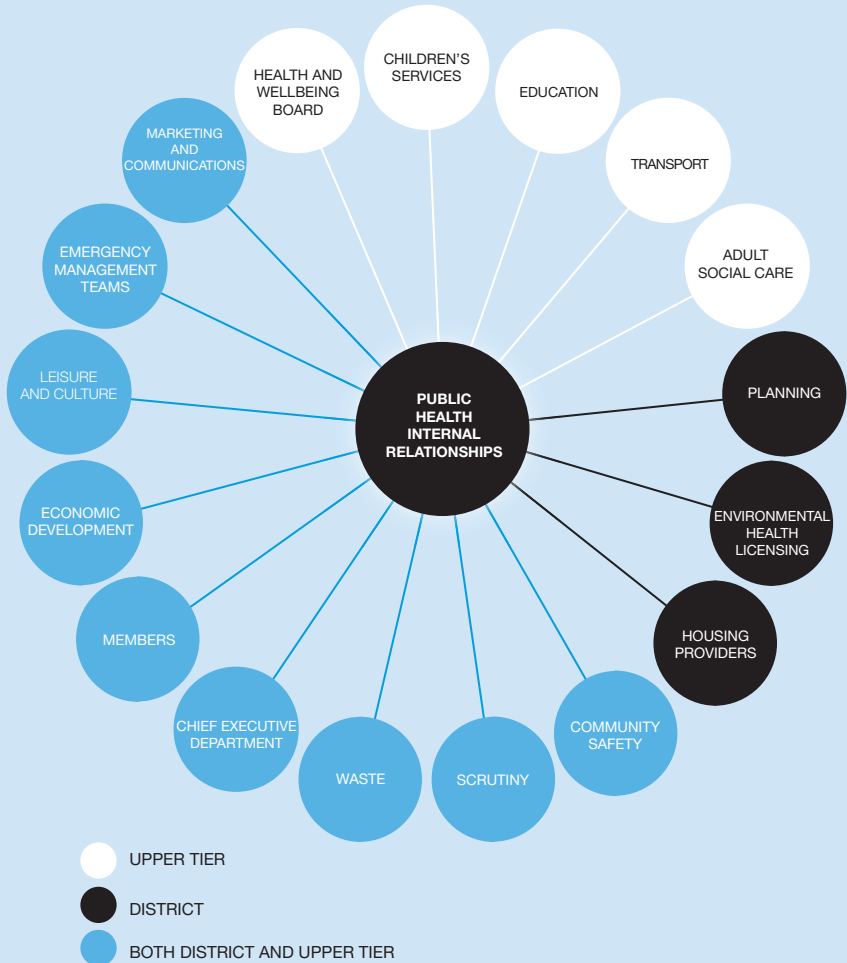 HEALTH AND
WELLBEING
BOARD
CHILDREN'S
SERVICES
EDUCATION
TRANSPORT
ADULT
SOCIAL CARE
PLANNING
ENVIRONMENTAL
HEALTH
LICENSING
HOUSING
PROVIDERS
COMMUNITY
SAFETY
SCRUTINY
WASTE
CHIEF EXECUTIVE
DEPARTMENT
MEMBERS
ECONOMIC
DEVELOPMENT
LEISURE
AND CULTURE
EMERGENCY
MANAGEMENT
TEAMS
MARKETING
AND
COMMUNICATIONS
PUBLIC
HEALTH
INTERNAL
RELATIONSHIPS
UPPER TIER
DISTRICT
BOTH DISTRICT AND UPPER TIER